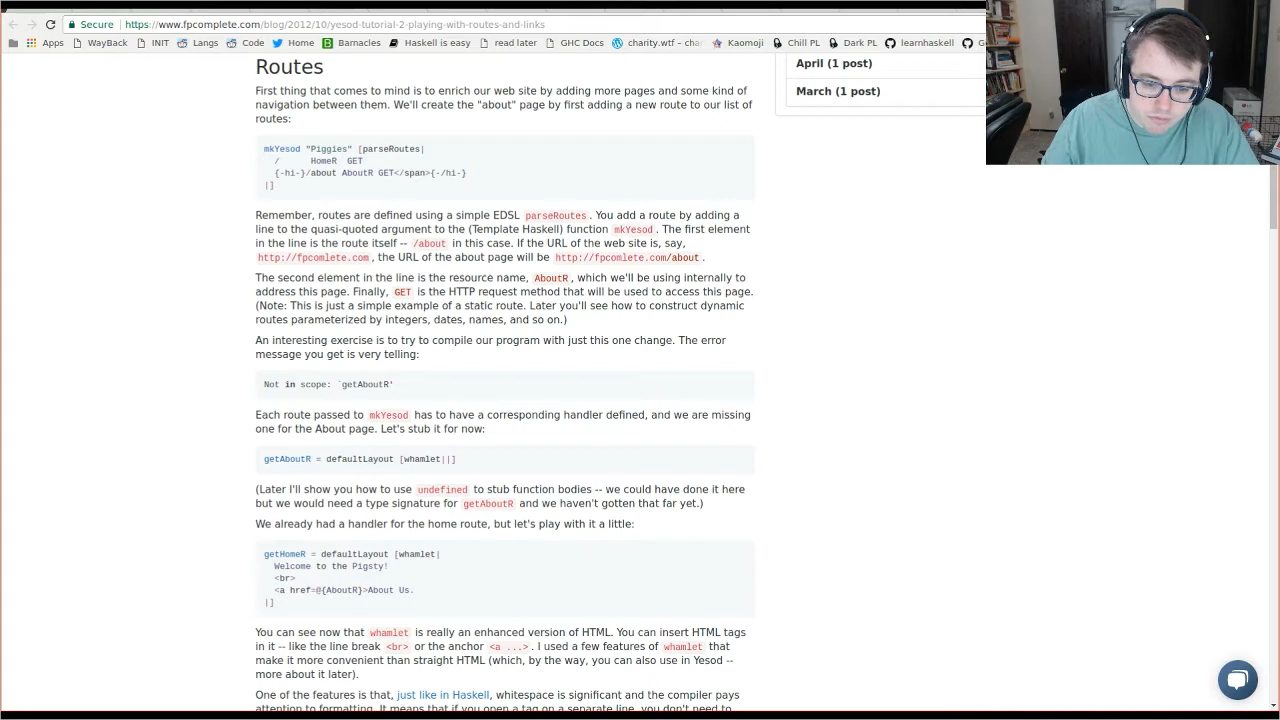 Secure https://www.fpcomplete.com/blog/2012/10/yesod-tutorial-2-playing-with-routes-and-links
Apps WayBack INIT Langs Code Home Barnacles Haskell is easy read later GHC Docs charity.wtf – char Kaomoji Chill PL Dark PL learnhaskell G
Routes
April (1 post)
March (1 post)
First thing that comes to mind is to enrich our web site by adding more pages and some kind of
navigation between them. We'll create the "about" page by first adding a new route to our list of
routes:
mkYesod "Piggies" [parseRoutes|
/ HomeR GET
{-hi-}/about AboutR GET</span>{-/hi-}
|]
Remember, routes are defined using a simple EDSL parseRoutes. You add a route by adding a
line to the quasi-quoted argument to the (Template Haskell) function mkYesod. The first element
in the line is the route itself -- /about in this case. If the URL of the web site is, say,
http://fpcomlete.com, the URL of the about page will be http://fpcomlete.com/about.
The second element in the line is the resource name, AboutR, which we'll be using internally to
address this page. Finally, GET is the HTTP request method that will be used to access this page.
(Note: This is just a simple example of a static route. Later you'll see how to construct dynamic
routes parameterized by integers, dates, names, and so on.)
An interesting exercise is to try to compile our program with just this one change. The error
message you get is very telling:
Not in scope: `getAboutR'
Each route passed to mkYesod has to have a corresponding handler defined, and we are missing
one for the About page. Let's stub it for now:
getAboutR = defaultLayout [whamlet||]
(Later I'll show you how to use undefined to stub function bodies -- we could have done it here
but we would need a type signature for getAboutR and we haven't gotten that far yet.)
We already had a handler for the home route, but let's play with it a little:
getHomeR = defaultLayout [whamlet|
Welcome to the Pigsty!
<br>
<a href=@{AboutR}>About Us.
|]
You can see now that whamlet is really an enhanced version of HTML. You can insert HTML tags
in it -- like the line break <br> or the anchor <a ...>. I used a few features of whamlet that
make it more convenient than straight HTML (which, by the way, you can also use in Yesod --
more about it later).
One of the features is that, just like in Haskell, whitespace is significant and the compiler pays
attention to formatting. It means that if you open a tag on a separate line, you don't need to